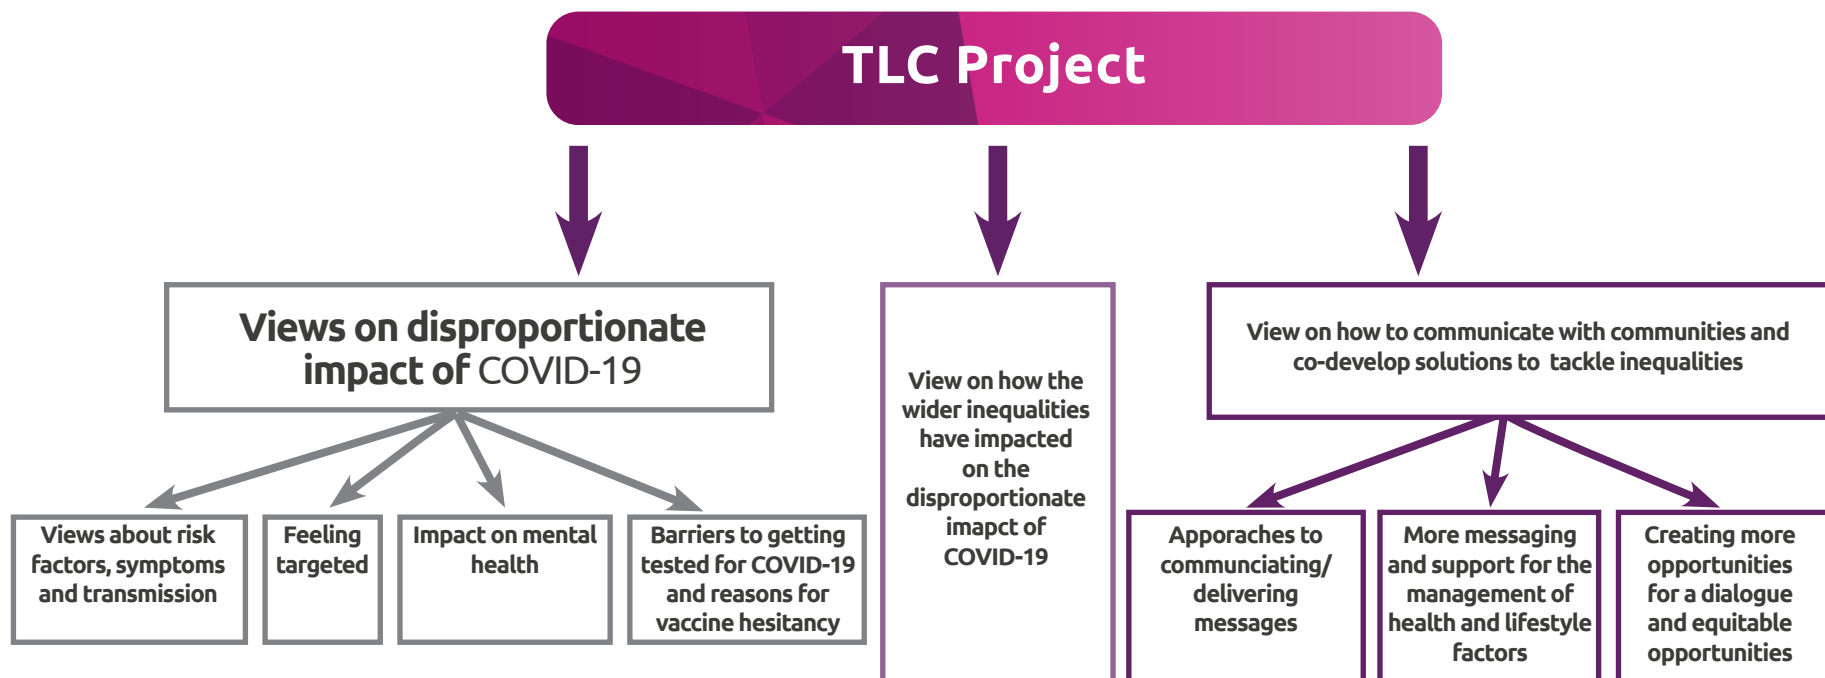 TLC Project
Views on disproportionate
impact of COVID-19
View on how the
wider inequalities
have impacted
on the
disproportionate
imapct of
COVID-19
View on how to communicate with communities and
co-develop solutions to tackle inequalities
Views about risk
factors, symptoms
and transmission
Feeling
targeted
Impact on mental
health
Barriers to getting
tested for COVID-19
and reasons for
vaccine hesitancy
Apporaches to
communciating/
delivering
messages
More messaging
and support for the
management of
health and lifestyle
factors
Creating more
opportunities
for a dialogue
and equitable
opportunities